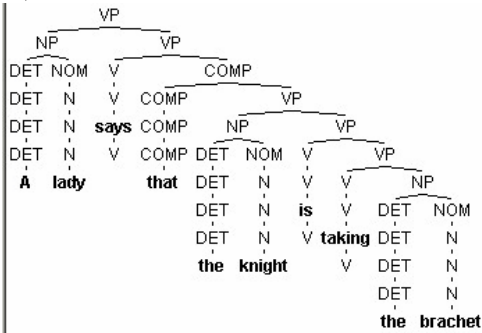 VP
NP VP
DET NOM V COMP
DET N V COMP VP
DET N says COMP NP VP
DET N V COMP DET NOM V VP
A lady that DET N V V NP
DET N is V DET NOM
DET N V taking DET N
the knight V DET N
DET N
the brachet